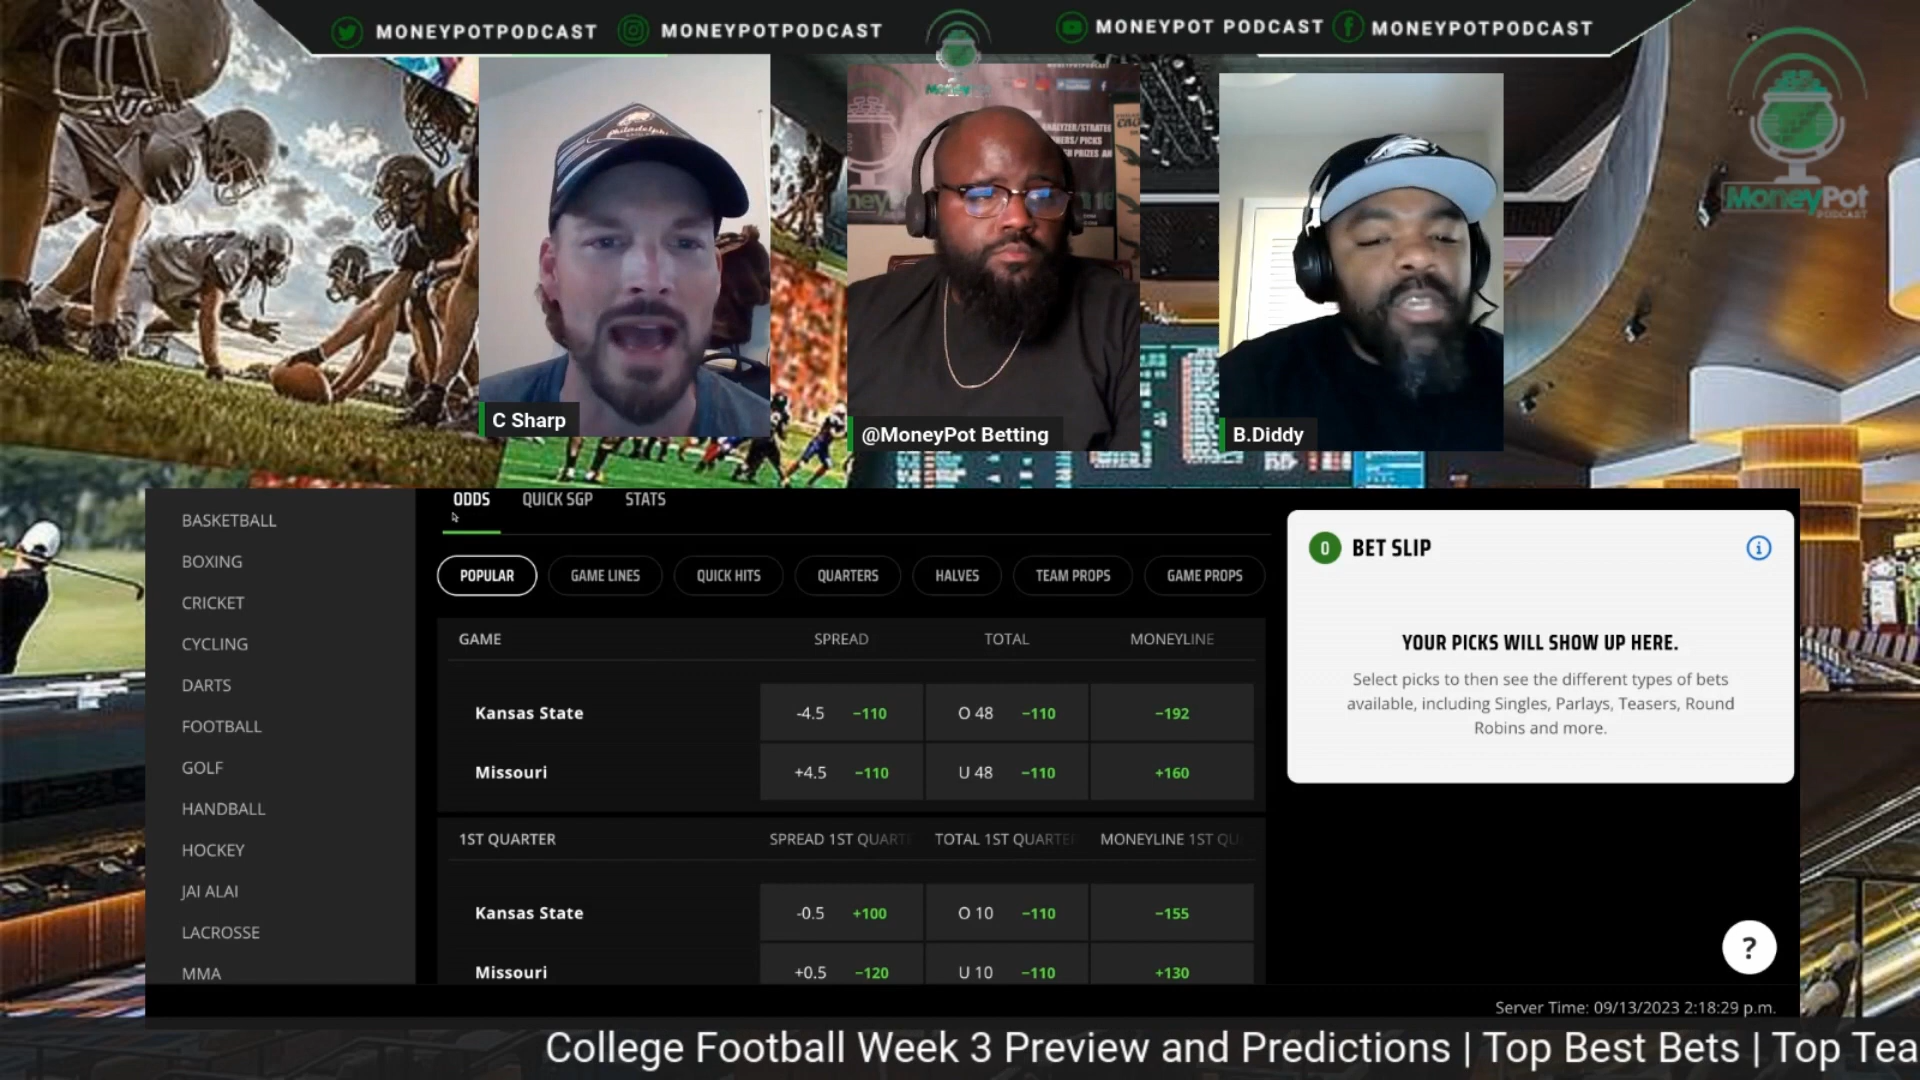 MONEYPOTPODCAST
MONEYPOTPODCAST
MONEYPOT PODCAST
MONEYPOTPODCAST
MoneyPot
PODCAST
Philadelphia
C Sharp
@MoneyPot Betting
B.Diddy
BASKETBALL
BOXING
CRICKET
CYCLING
DARTS
FOOTBALL
GOLF
HANDBALL
HOCKEY
JAI ALAI
LACROSSE
MMA
ODDS QUICK SGP STATS
POPULAR GAME LINES QUICK HITS QUARTERS HALVES TEAM PROPS GAME PROPS
GAME SPREAD TOTAL MONEYLINE
Kansas State -4.5 −110 O 48 −110 −192
Missouri +4.5 −110 U 48 −110 +160
1ST QUARTER SPREAD 1ST QUARTE TOTAL 1ST QUARTER MONEYLINE 1ST QU
Kansas State -0.5 +100 O 10 −110 −155
Missouri +0.5 −120 U 10 −110 +130
0 BET SLIP
YOUR PICKS WILL SHOW UP HERE.
Select picks to then see the different types of bets
available, including Singles, Parlays, Teasers, Round
Robins and more.
?
Server Time: 09/13/2023 2:18:29 p.m.
College Football Week 3 Preview and Predictions | Top Best Bets | Top Tea